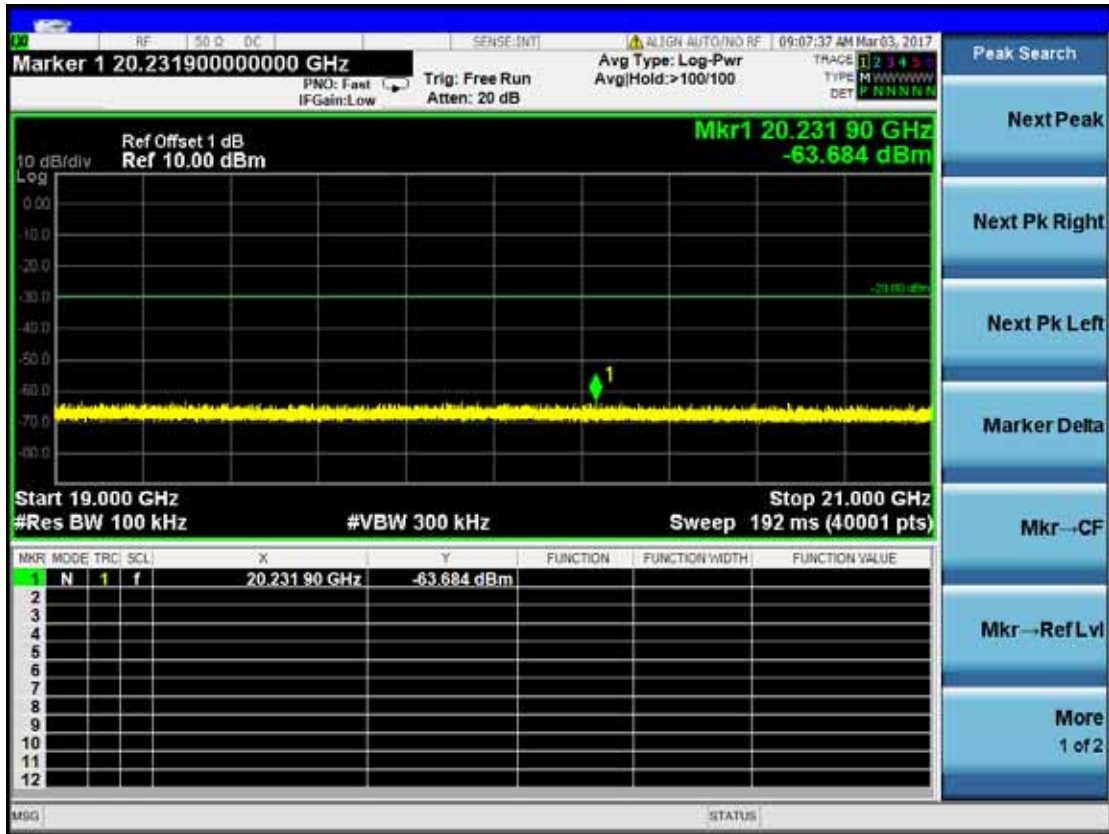 LXI RF 50 Ω DC SENSE:INT ALIGN AUTO/NO RF 09:07:37 AM Mar 03, 2017
Marker 1 20.231900000000 GHz
PNO: Fast
IFGain:Low
Trig: Free Run
Atten: 20 dB
Avg Type: Log-Pwr
Avg|Hold:>100/100
TRACE 1 2 3 4 5 6
TYPE M WWWWW
DET P N N N N N
Peak Search
Next Peak
Next Pk Right
Next Pk Left
Marker Delta
Mkr→CF
Mkr→Ref Lvl
More
1 of 2
Mkr1 20.231 90 GHz
-63.684 dBm
Ref Offset 1 dB
10 dB/div Ref 10.00 dBm
Log
0.00
-10.0
-20.0
-30.0
-40.0
-50.0
-60.0
-70.0
-80.0
1
Start 19.000 GHz Stop 21.000 GHz
#Res BW 100 kHz #VBW 300 kHz Sweep 192 ms (40001 pts)
MKR MODE TRC SCL X Y FUNCTION FUNCTION WIDTH FUNCTION VALUE
1 N 1 f 20.231 90 GHz -63.684 dBm
2
3
4
5
6
7
8
9
10
11
12
MSG STATUS